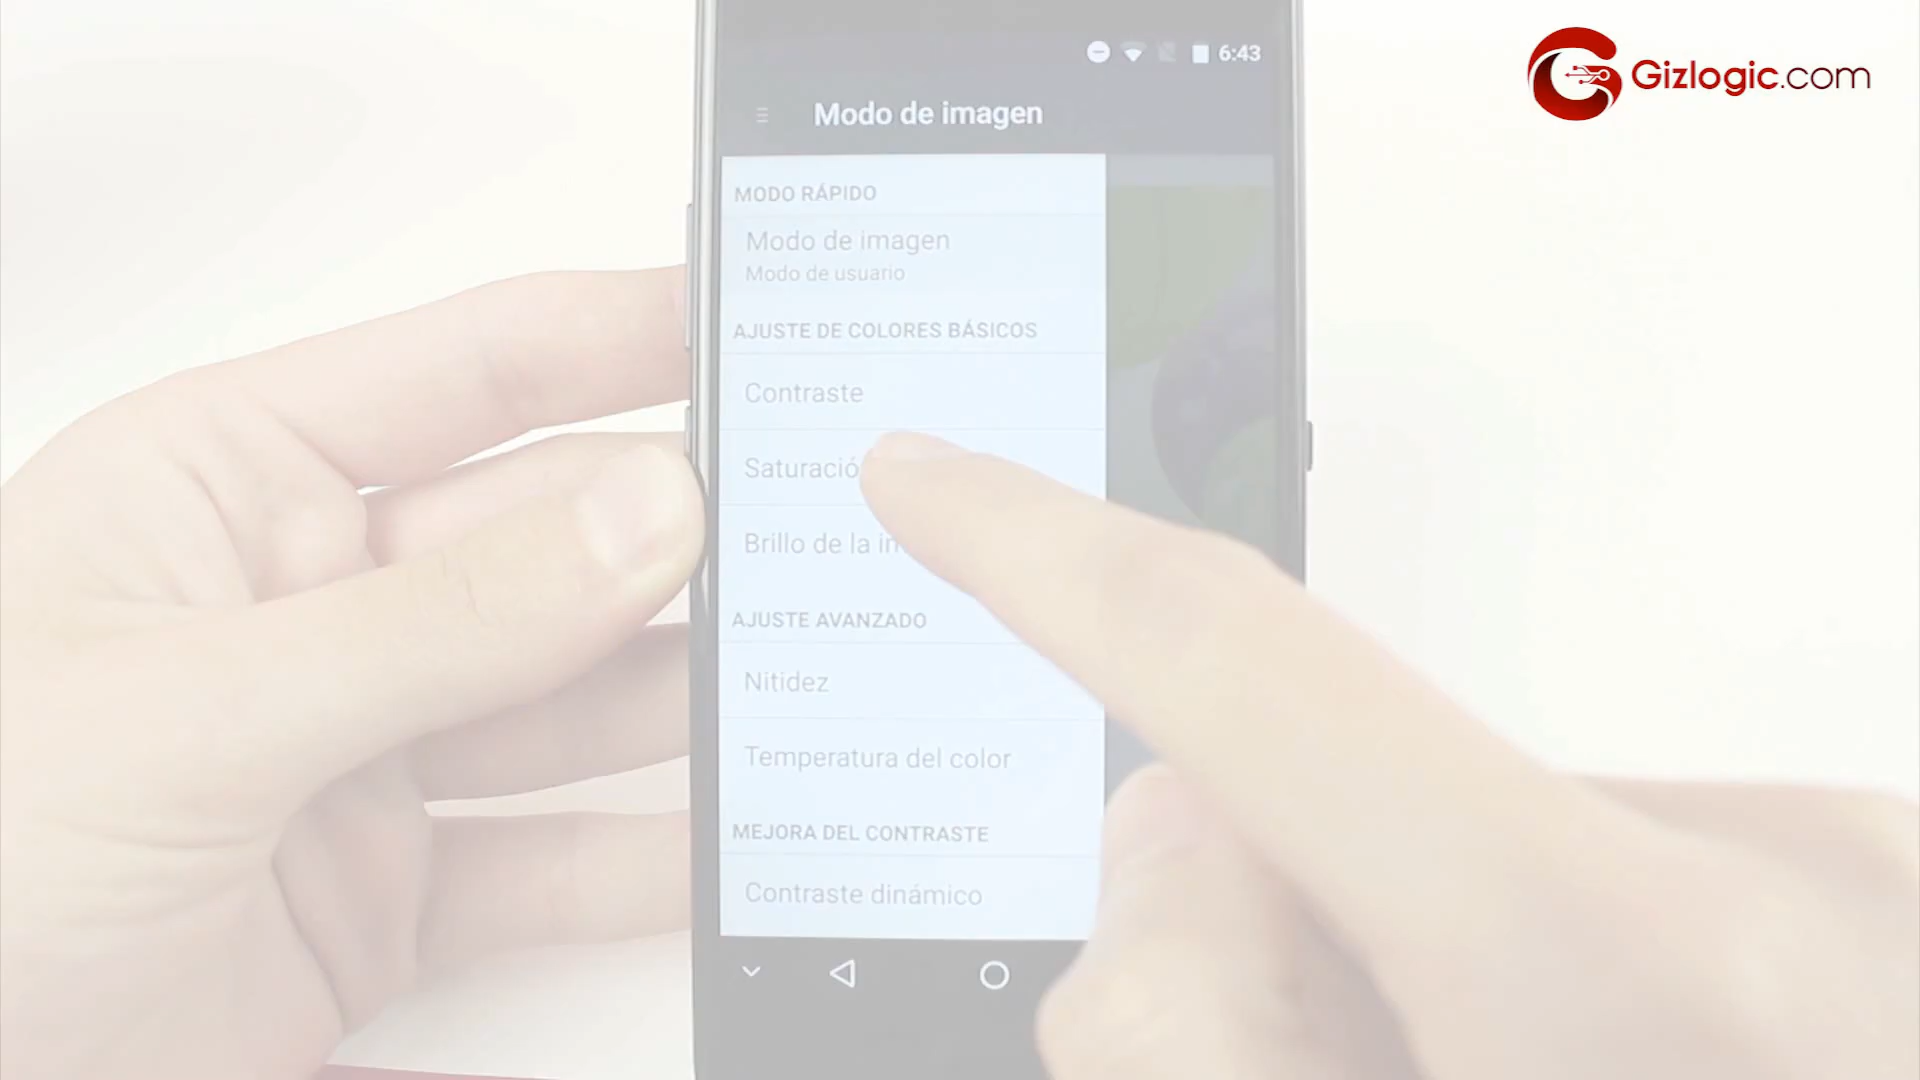 6:43
Gizlogic.com
Modo de imagen
MODO RÁPIDO
Modo de imagen
Modo de usuario
AJUSTE DE COLORES BÁSICOS
Contraste
Saturació
Brillo de la
AJUSTE AVANZADO
Nitidez
Temperatura del color
MEJORA DEL CONTRASTE
Contraste dinámico